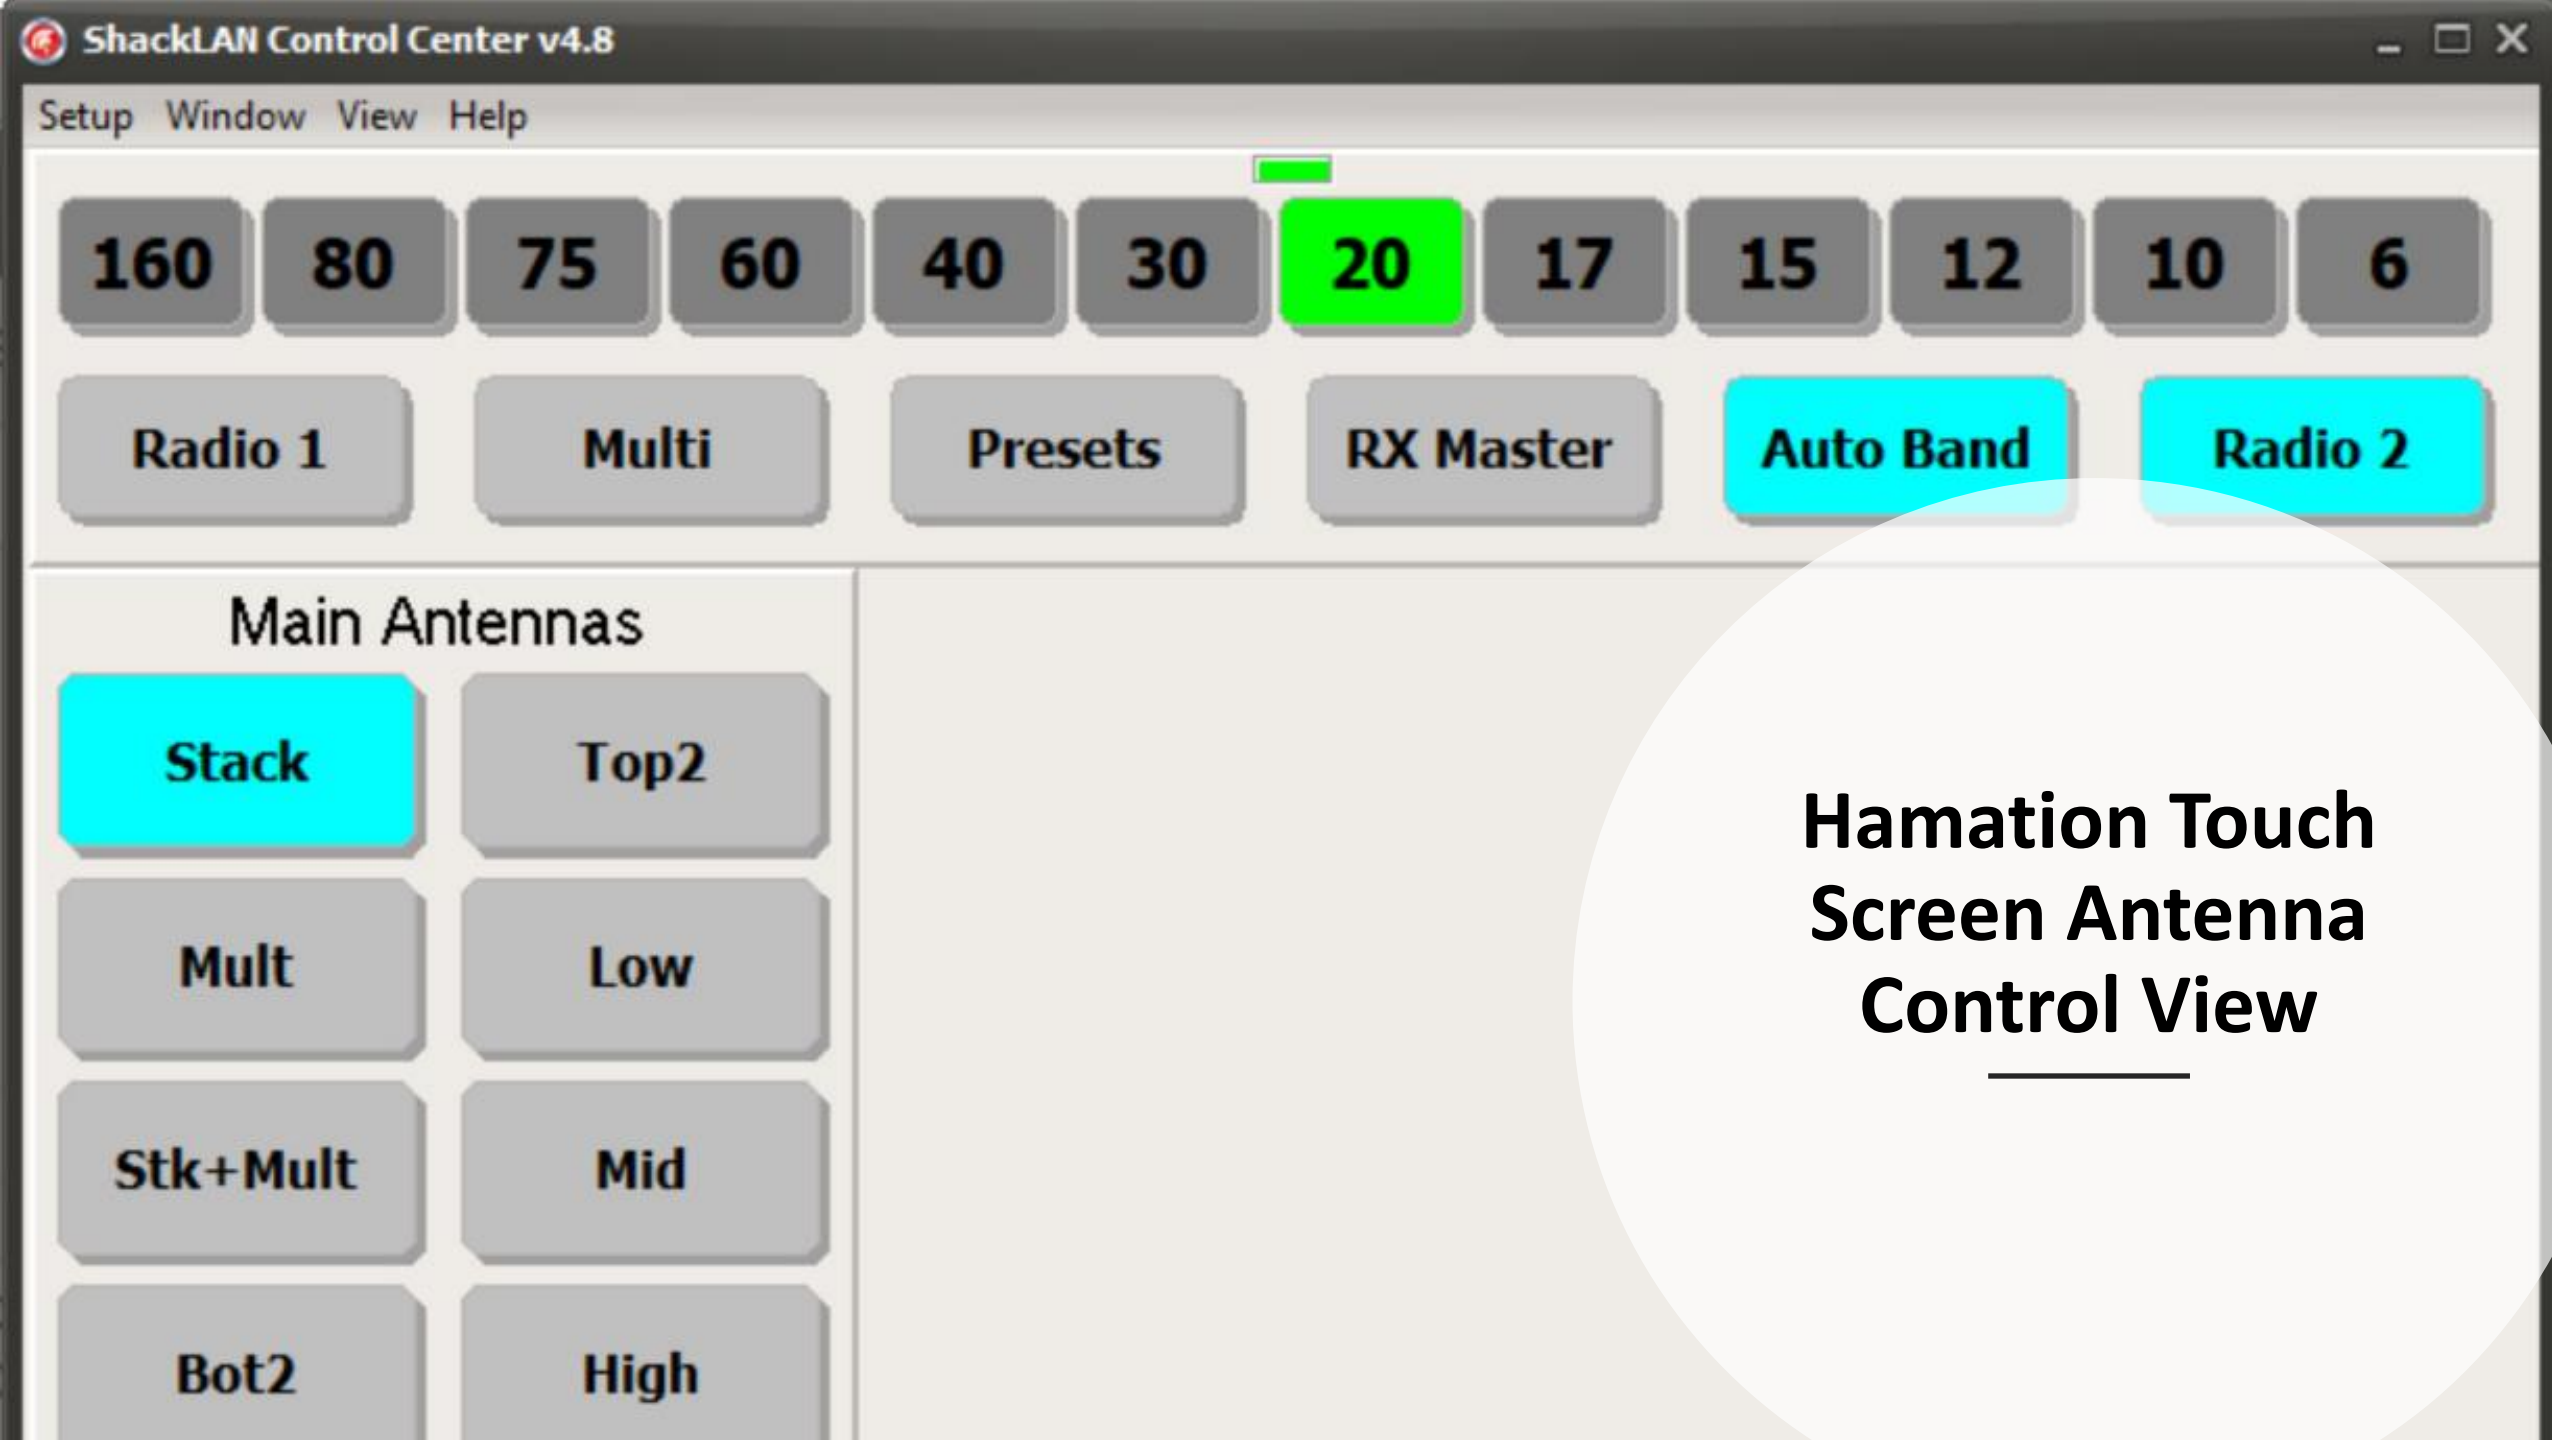 ShackLAN Control Center v4.8
Setup Window View Help
160 80 75 60 40 30 20 17 15 12 10 6
Radio 1 Multi Presets RX Master Auto Band Radio 2
Main Antennas
Stack Top2
Mult Low
Stk+Mult Mid
Bot2 High
Hamation Touch
Screen Antenna
Control View